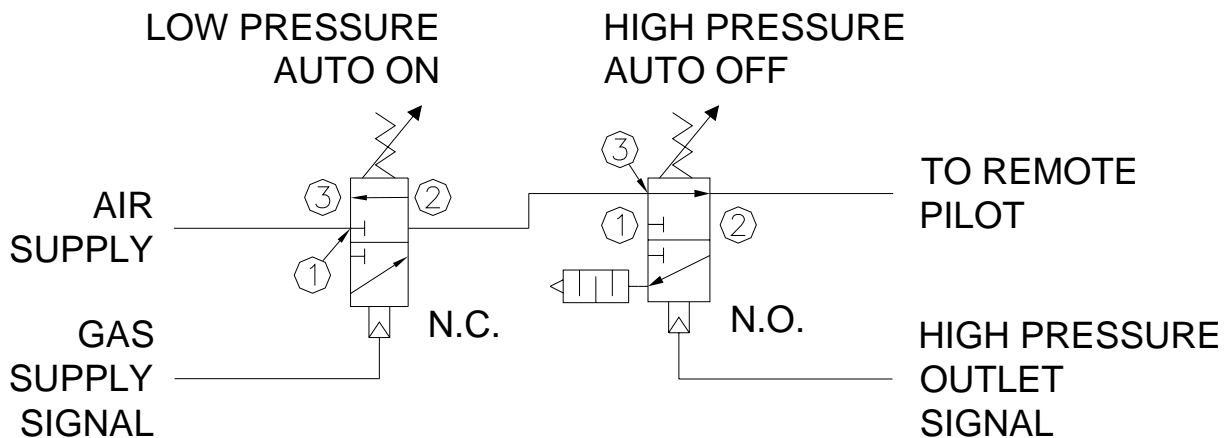 LOW PRESSURE
AUTO ON
HIGH PRESSURE
AUTO OFF
3
3
2
AIR
SUPPLY
1
1
2
TO REMOTE
PILOT
N.C.
N.O.
GAS
SUPPLY
SIGNAL
HIGH PRESSURE
OUTLET
SIGNAL